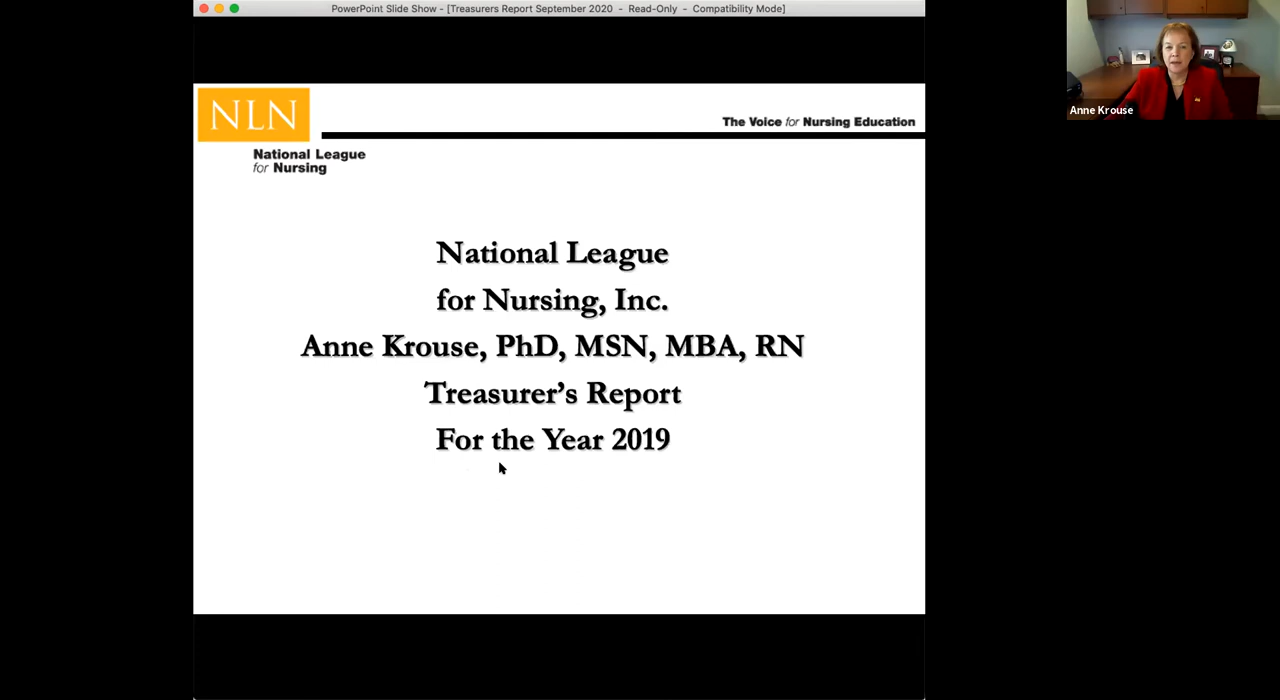 PowerPoint Slide Show - [Treasurers Report September 2020 - Read-Only - Compatibility Mode]
NLN
The Voice for Nursing Education
National League
for Nursing
National League
for Nursing, Inc.
Anne Krouse, PhD, MSN, MBA, RN
Treasurer's Report
For the Year 2019
Anne Krouse